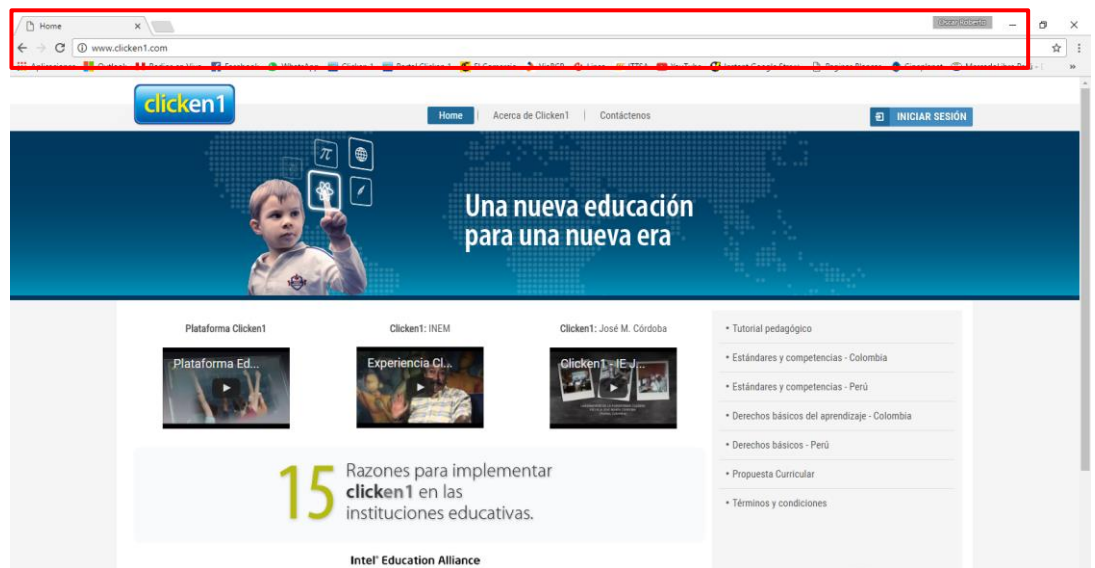 Home
Oscar Roberto
www.clicken1.com
clicken1
Home
Acerca de Clicken1
Contáctenos
INICIAR SESIÓN
π
Una nueva educación
para una nueva era
Plataforma Clicken1
Clicken1: INEM
Clicken1: José M. Córdoba
Plataforma Ed...
Experiencia Cl...
Clicken1 - IE J...
• Tutorial pedagógico
• Estándares y competencias - Colombia
• Estándares y competencias - Perú
• Derechos básicos del aprendizaje - Colombia
• Derechos básicos - Perú
• Propuesta Curricular
• Términos y condiciones
15 Razones para implementar
clicken1 en las
instituciones educativas.
Intel® Education Alliance